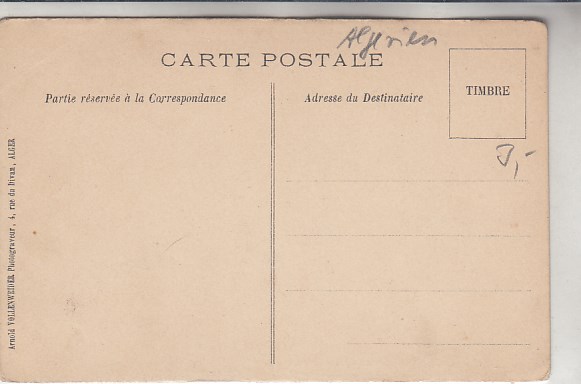 Algerien
CARTE POSTALE
Partie réservée à la Correspondance
Adresse du Destinataire
TIMBRE
Arnold VOLLENWEIDER Photograveur, 4, rue du Divan, ALGER